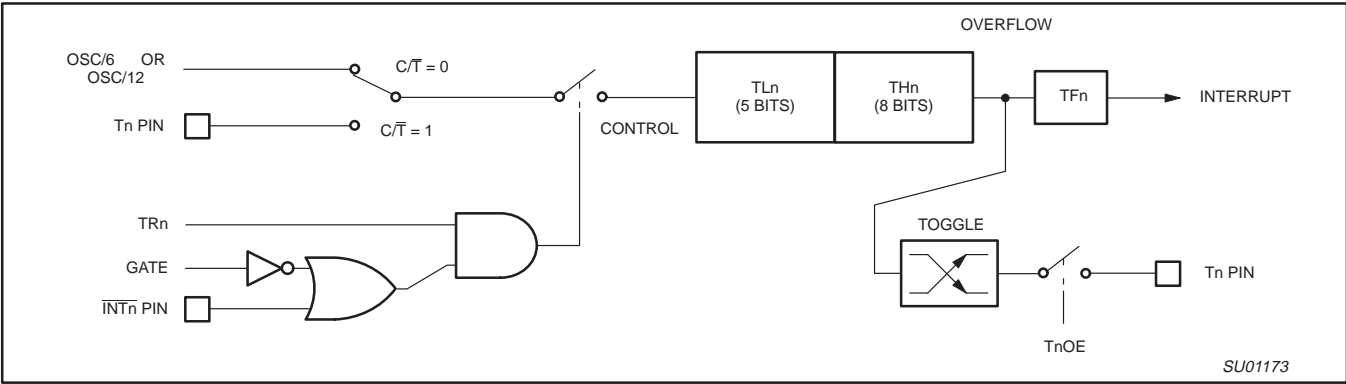 OVERFLOW
OSC/6 OR
OSC/12
C/T̅ = 0
TLn
(5 BITS)
THn
(8 BITS)
TFn
INTERRUPT
Tn PIN
C/T̅ = 1
CONTROL
TRn
TOGGLE
GATE
Tn PIN
I̅N̅T̅n̅ PIN
TnOE
SU01173